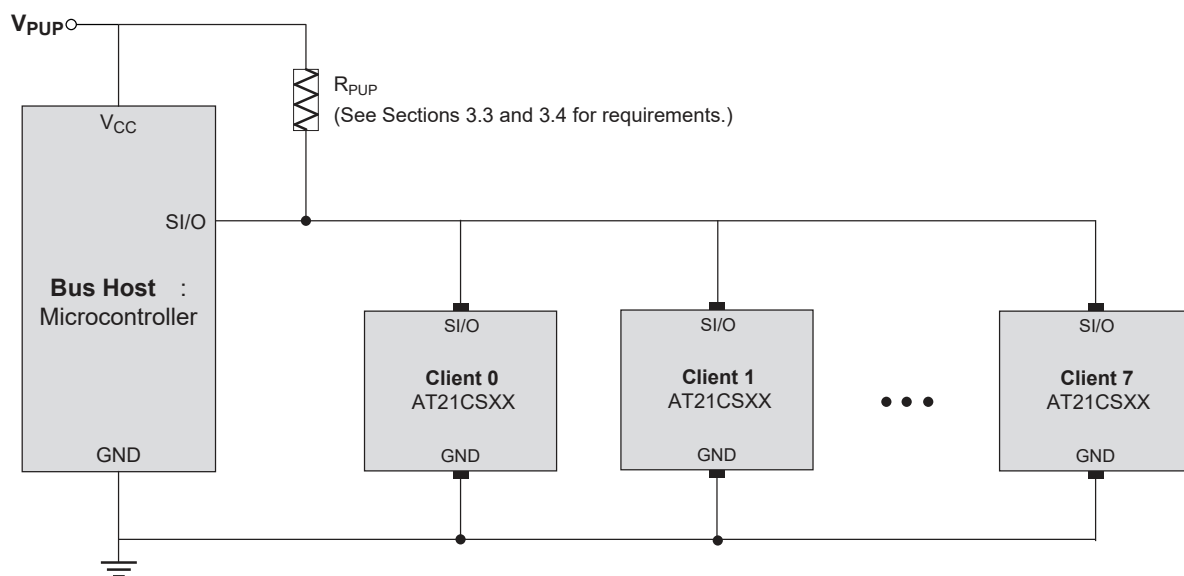 VPUP
RPUP
(See Sections 3.3 and 3.4 for requirements.)
VCC
SI/O
Bus Host :
Microcontroller
GND
SI/O
Client 0
AT21CSXX
GND
SI/O
Client 1
AT21CSXX
GND
SI/O
Client 7
AT21CSXX
GND